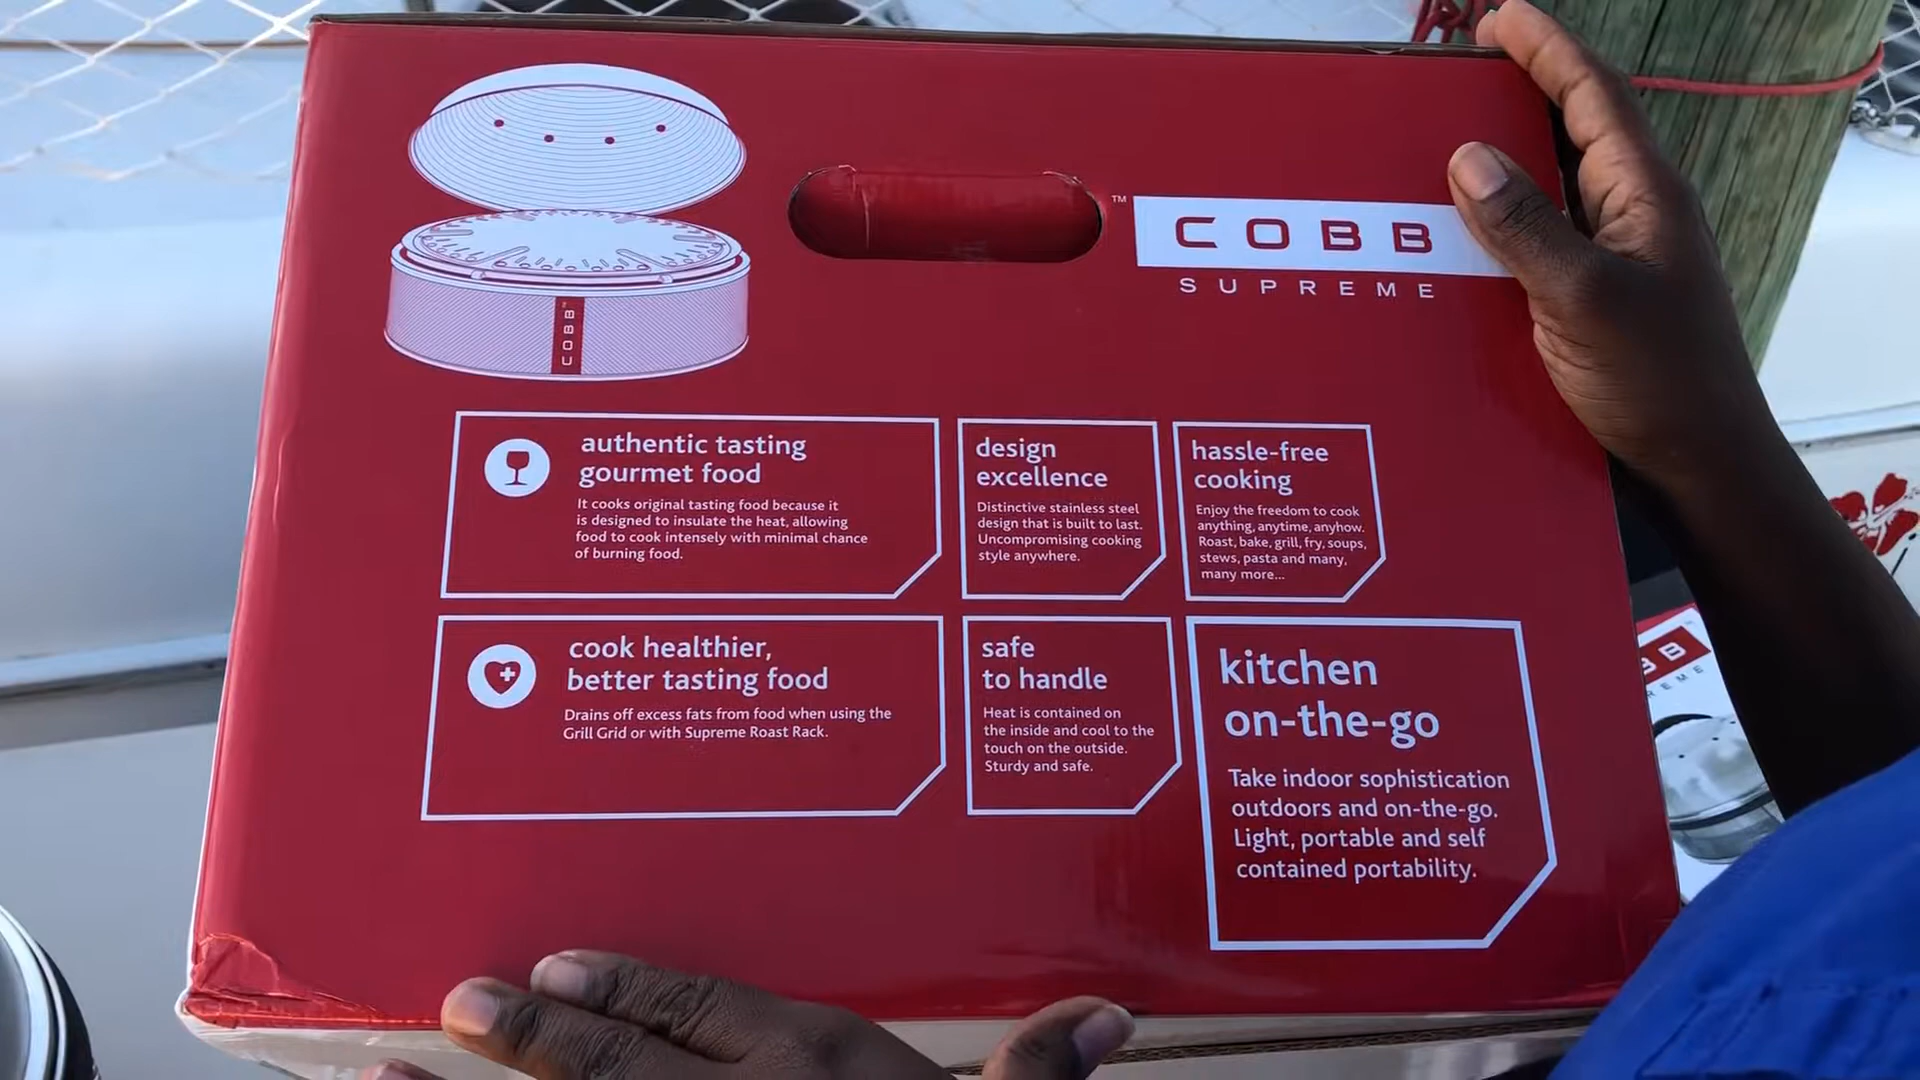 ™
COBB
SUPREME
COBB
authentic tasting
gourmet food
It cooks original tasting food because it
is designed to insulate the heat, allowing
food to cook intensely with minimal chance
of burning food.
design
excellence
Distinctive stainless steel
design that is built to last.
Uncompromising cooking
style anywhere.
hassle-free
cooking
Enjoy the freedom to cook
anything, anytime, anyhow.
Roast, bake, grill, fry, soups,
stews, pasta and many,
many more...
cook healthier,
better tasting food
Drains off excess fats from food when using the
Grill Grid or with Supreme Roast Rack.
safe
to handle
Heat is contained on
the inside and cool to the
touch on the outside.
Sturdy and safe.
kitchen
on-the-go
Take indoor sophistication
outdoors and on-the-go.
Light, portable and self
contained portability.
BB
REME